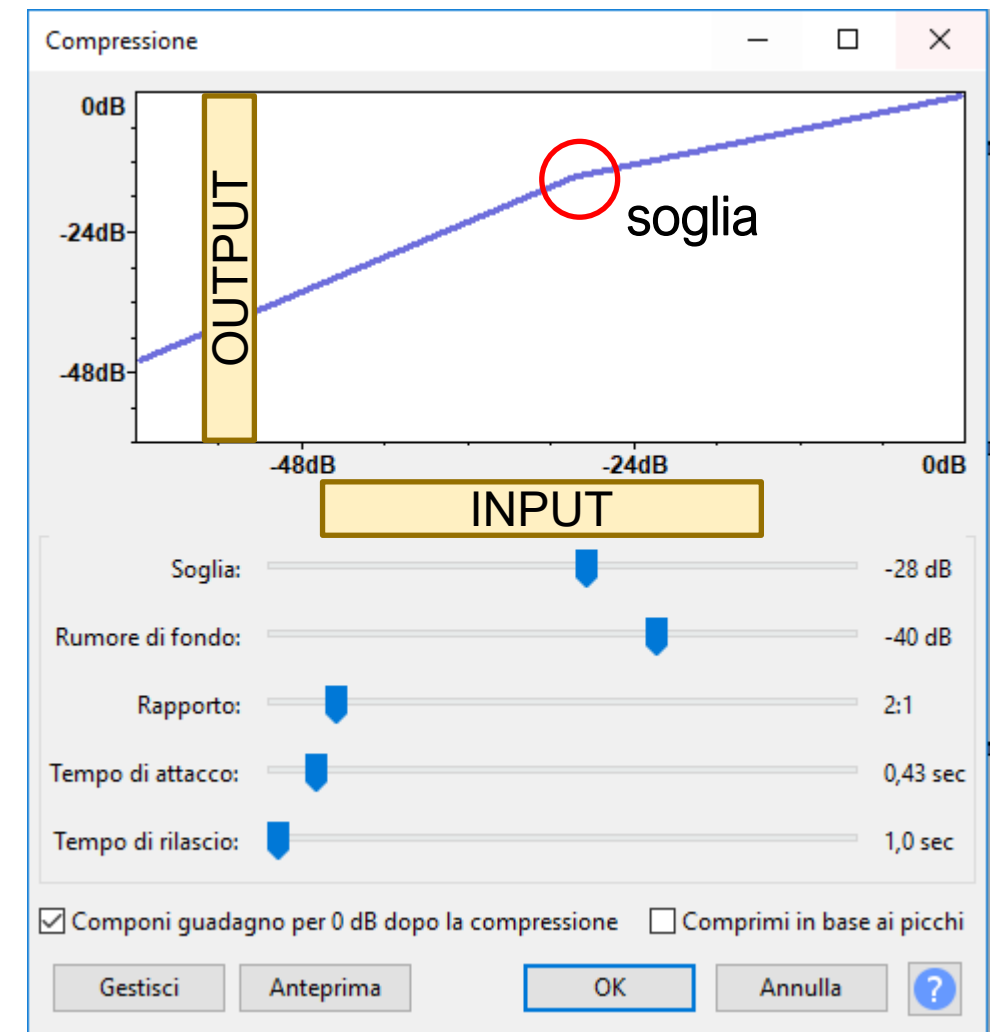 Compressione
0dB
OUTPUT
soglia
-24dB
-48dB
-48dB -24dB 0dB
INPUT
Soglia: -28 dB
Rumore di fondo: -40 dB
Rapporto: 2:1
Tempo di attacco: 0,43 sec
Tempo di rilascio: 1,0 sec
Componi guadagno per 0 dB dopo la compressione Comprimi in base ai picchi
Gestisci Anteprima OK Annulla ?